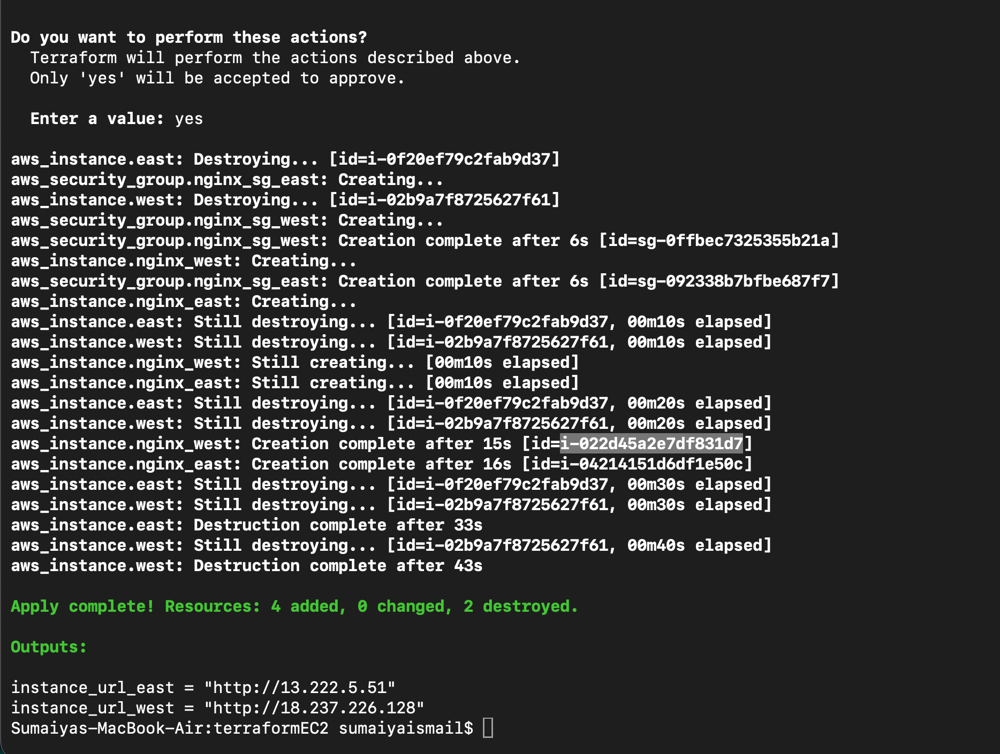 Do you want to perform these actions?
Terraform will perform the actions described above.
Only 'yes' will be accepted to approve.
Enter a value: yes
aws_instance.east: Destroying... [id=i-0f20ef79c2fab9d37]
aws_security_group.nginx_sg_east: Creating...
aws_instance.west: Destroying... [id=i-02b9a7f8725627f61]
aws_security_group.nginx_sg_west: Creating...
aws_security_group.nginx_sg_west: Creation complete after 6s [id=sg-0ffbec7325355b21a]
aws_instance.nginx_west: Creating...
aws_security_group.nginx_sg_east: Creation complete after 6s [id=sg-092338b7bfbe687f7]
aws_instance.nginx_east: Creating...
aws_instance.east: Still destroying... [id=i-0f20ef79c2fab9d37, 00m10s elapsed]
aws_instance.west: Still destroying... [id=i-02b9a7f8725627f61, 00m10s elapsed]
aws_instance.nginx_west: Still creating... [00m10s elapsed]
aws_instance.nginx_east: Still creating... [00m10s elapsed]
aws_instance.east: Still destroying... [id=i-0f20ef79c2fab9d37, 00m20s elapsed]
aws_instance.west: Still destroying... [id=i-02b9a7f8725627f61, 00m20s elapsed]
aws_instance.nginx_west: Creation complete after 15s [id=i-022d45a2e7df831d7]
aws_instance.nginx_east: Creation complete after 16s [id=i-04214151d6df1e50c]
aws_instance.east: Still destroying... [id=i-0f20ef79c2fab9d37, 00m30s elapsed]
aws_instance.west: Still destroying... [id=i-02b9a7f8725627f61, 00m30s elapsed]
aws_instance.east: Destruction complete after 33s
aws_instance.west: Still destroying... [id=i-02b9a7f8725627f61, 00m40s elapsed]
aws_instance.west: Destruction complete after 43s
Apply complete! Resources: 4 added, 0 changed, 2 destroyed.
Outputs:
instance_url_east = "http://13.222.5.51"
instance_url_west = "http://18.237.226.128"
Sumaiyas-MacBook-Air:terraformEC2 sumaiyaismail$